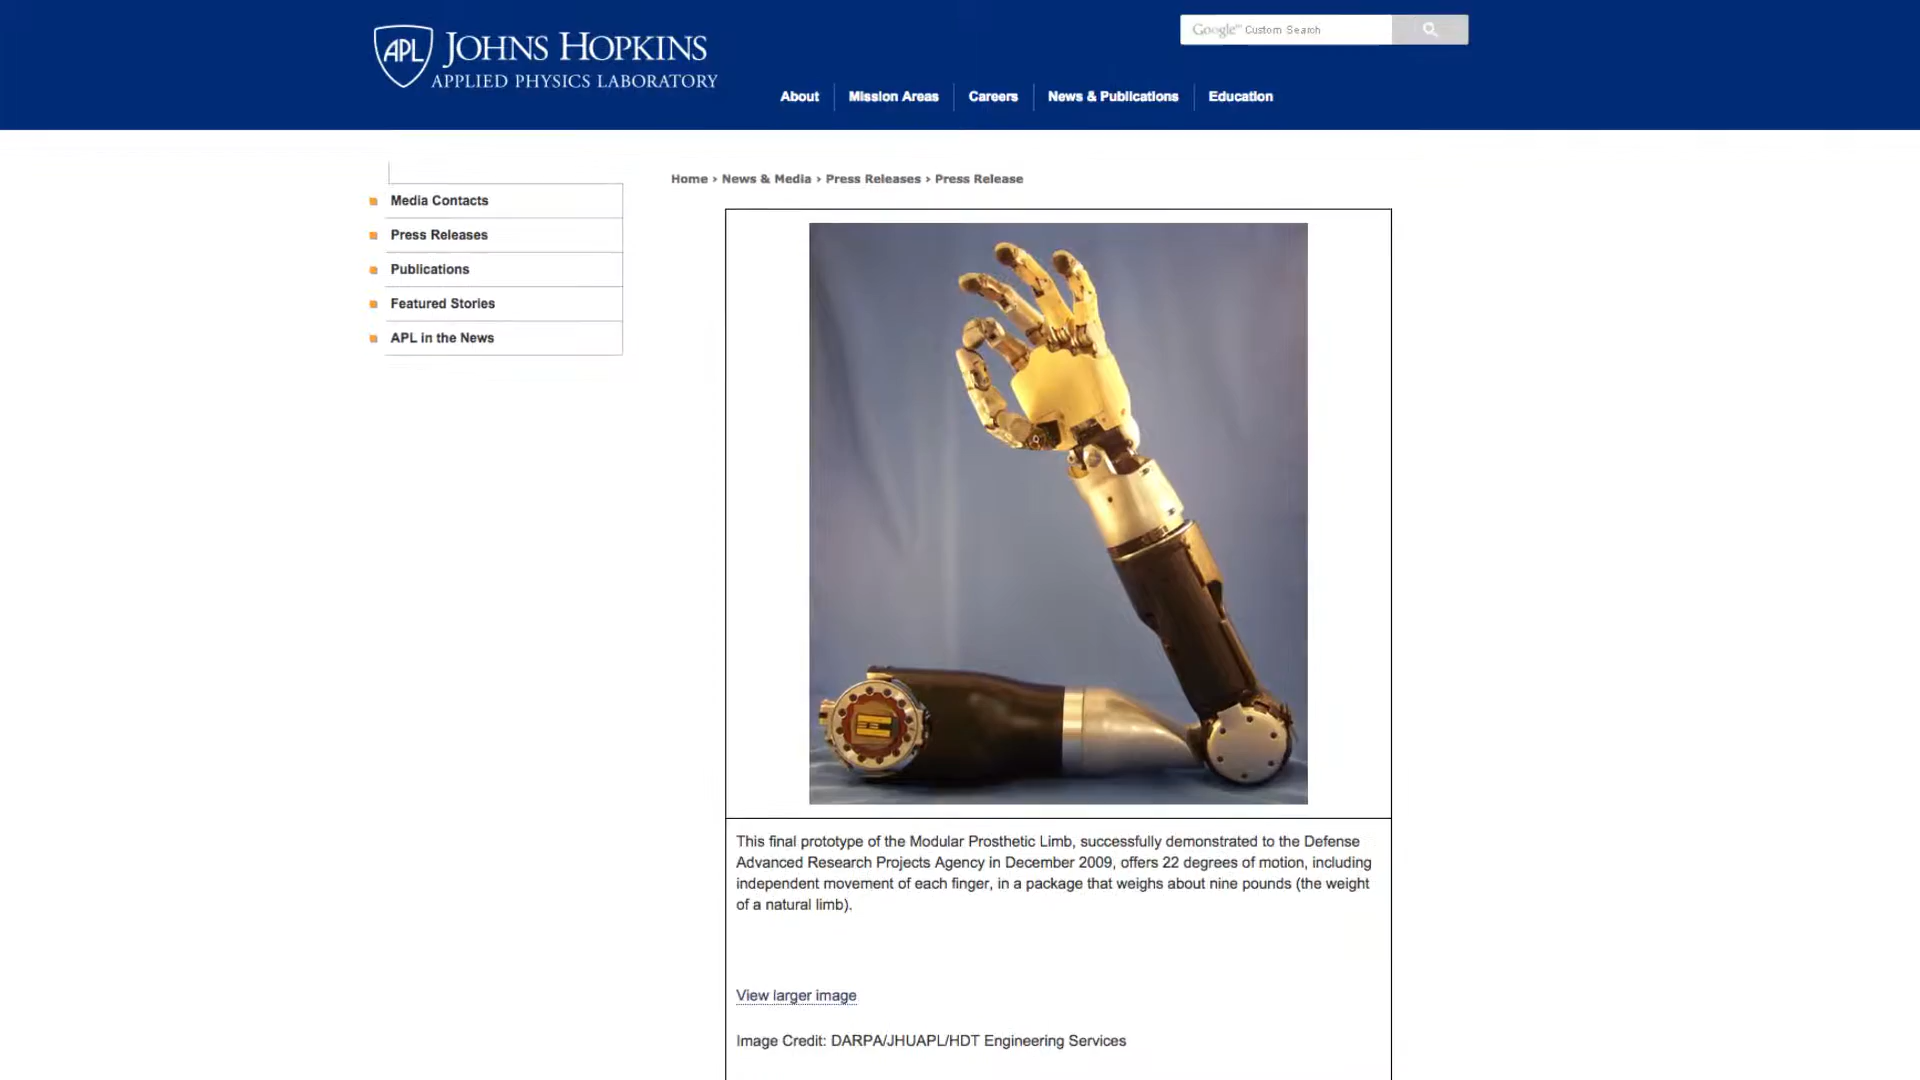 APL JOHNS HOPKINS
APPLIED PHYSICS LABORATORY
Google™ Custom Search
About
Mission Areas
Careers
News & Publications
Education
Media Contacts
Press Releases
Publications
Featured Stories
APL in the News
Home › News & Media › Press Releases › Press Release
This final prototype of the Modular Prosthetic Limb, successfully demonstrated to the Defense
Advanced Research Projects Agency in December 2009, offers 22 degrees of motion, including
independent movement of each finger, in a package that weighs about nine pounds (the weight
of a natural limb).
View larger image
Image Credit: DARPA/JHUAPL/HDT Engineering Services